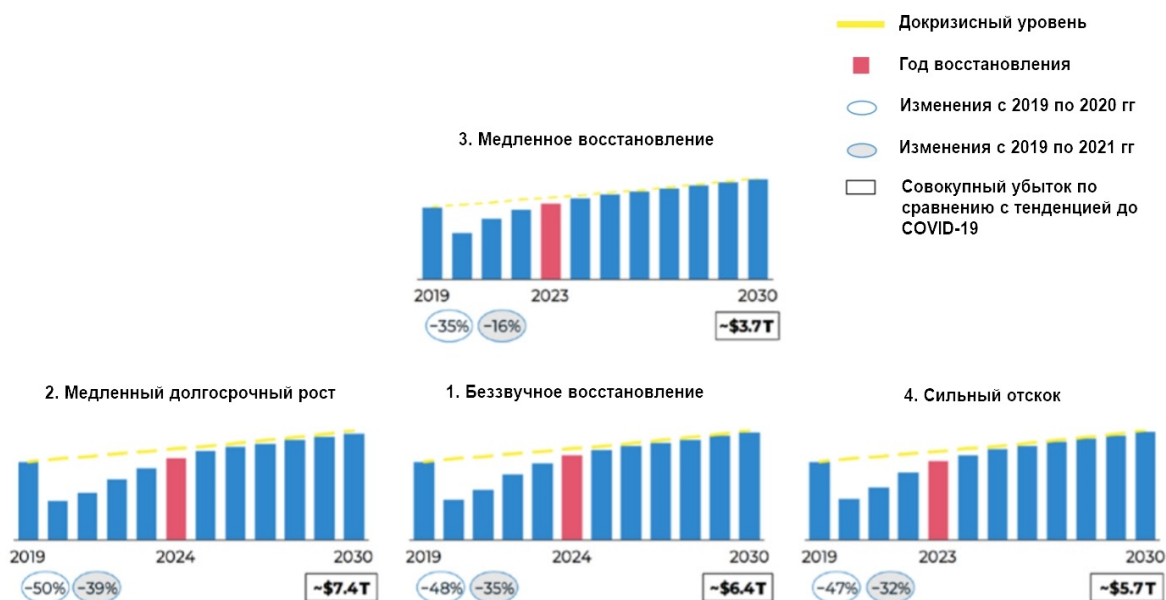 Докризисный уровень
Год восстановления
Изменения с 2019 по 2020 гг
Изменения с 2019 по 2021 гг
Совокупный убыток по
сравнению с тенденцией до
COVID-19
3. Медленное восстановление
2019 2023 2030
−35% −16% ~$3.7T
2. Медленный долгосрочный рост
2019 2024 2030
−50% −39% ~$7.4T
1. Беззвучное восстановление
2019 2024 2030
−48% −35% ~$6.4T
4. Сильный отскок
2019 2023 2030
−47% −32% ~$5.7T